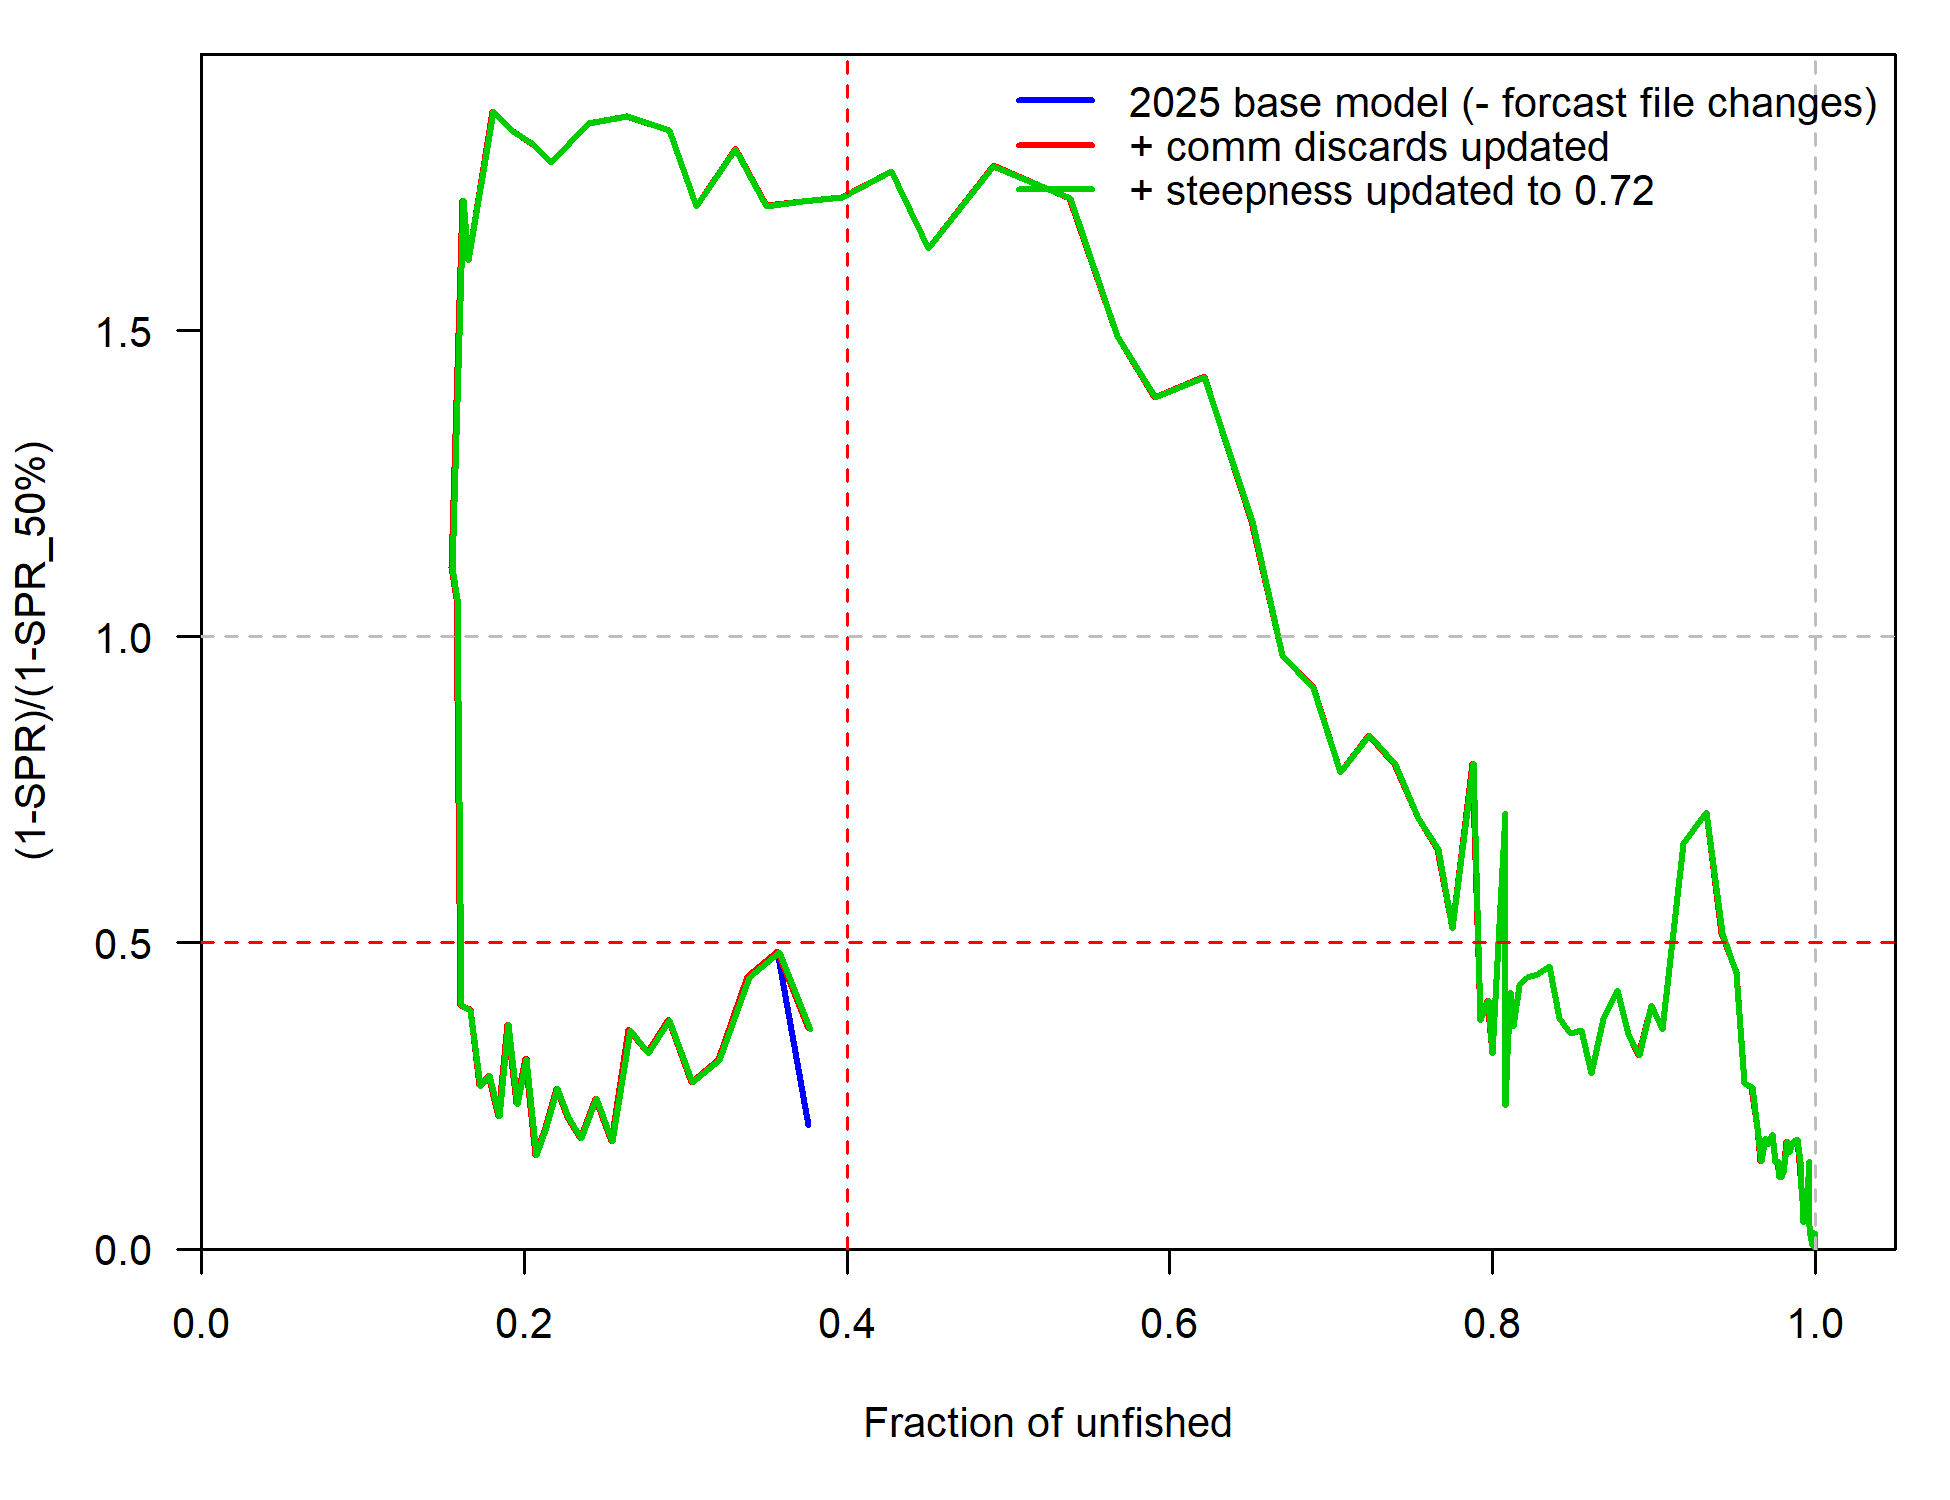 2025 base model (- forcast file changes)
+ comm discards updated
+ steepness updated to 0.72
(1-SPR)/(1-SPR_50%)
1.5
1.0
0.5
0.0
0.0 0.2 0.4 0.6 0.8 1.0
Fraction of unfished